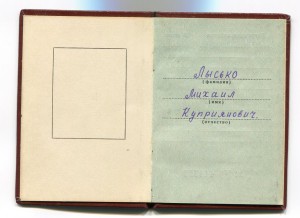 Лысько
(фамилия)
Михаил
(имя)
Куприянович.
(отчество)